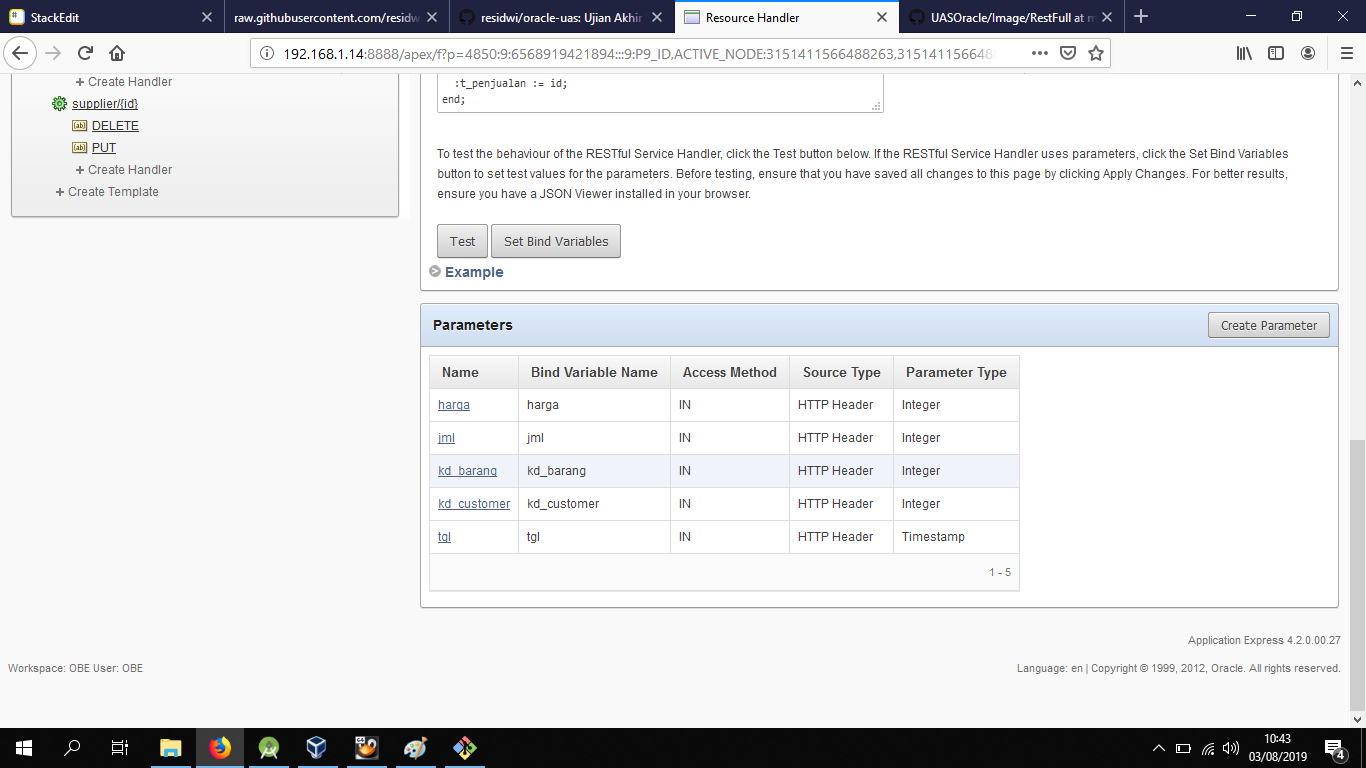 StackEdit
raw.githubusercontent.com/residw
residwi/oracle-uas: Ujian Akhir
Resource Handler
UASOracle/Image/RestFull at m
192.168.1.14:8888/apex/f?p=4850:9:6568919421894:::9:P9_ID,ACTIVE_NODE:3151411566488263,315141156648
Create Handler
supplier/{id}
DELETE
PUT
Create Handler
Create Template
:t_penjualan := id;
end;
To test the behaviour of the RESTful Service Handler, click the Test button below. If the RESTful Service Handler uses parameters, click the Set Bind Variables
button to set test values for the parameters. Before testing, ensure that you have saved all changes to this page by clicking Apply Changes. For better results,
ensure you have a JSON Viewer installed in your browser.
Test Set Bind Variables
Example
Parameters Create Parameter
Name Bind Variable Name Access Method Source Type Parameter Type
harga harga IN HTTP Header Integer
jml jml IN HTTP Header Integer
kd_barang kd_barang IN HTTP Header Integer
kd_customer kd_customer IN HTTP Header Integer
tgl tgl IN HTTP Header Timestamp
1 - 5
Application Express 4.2.0.00.27
Workspace: OBE User: OBE Language: en | Copyright © 1999, 2012, Oracle. All rights reserved.
10:43
03/08/2019
4